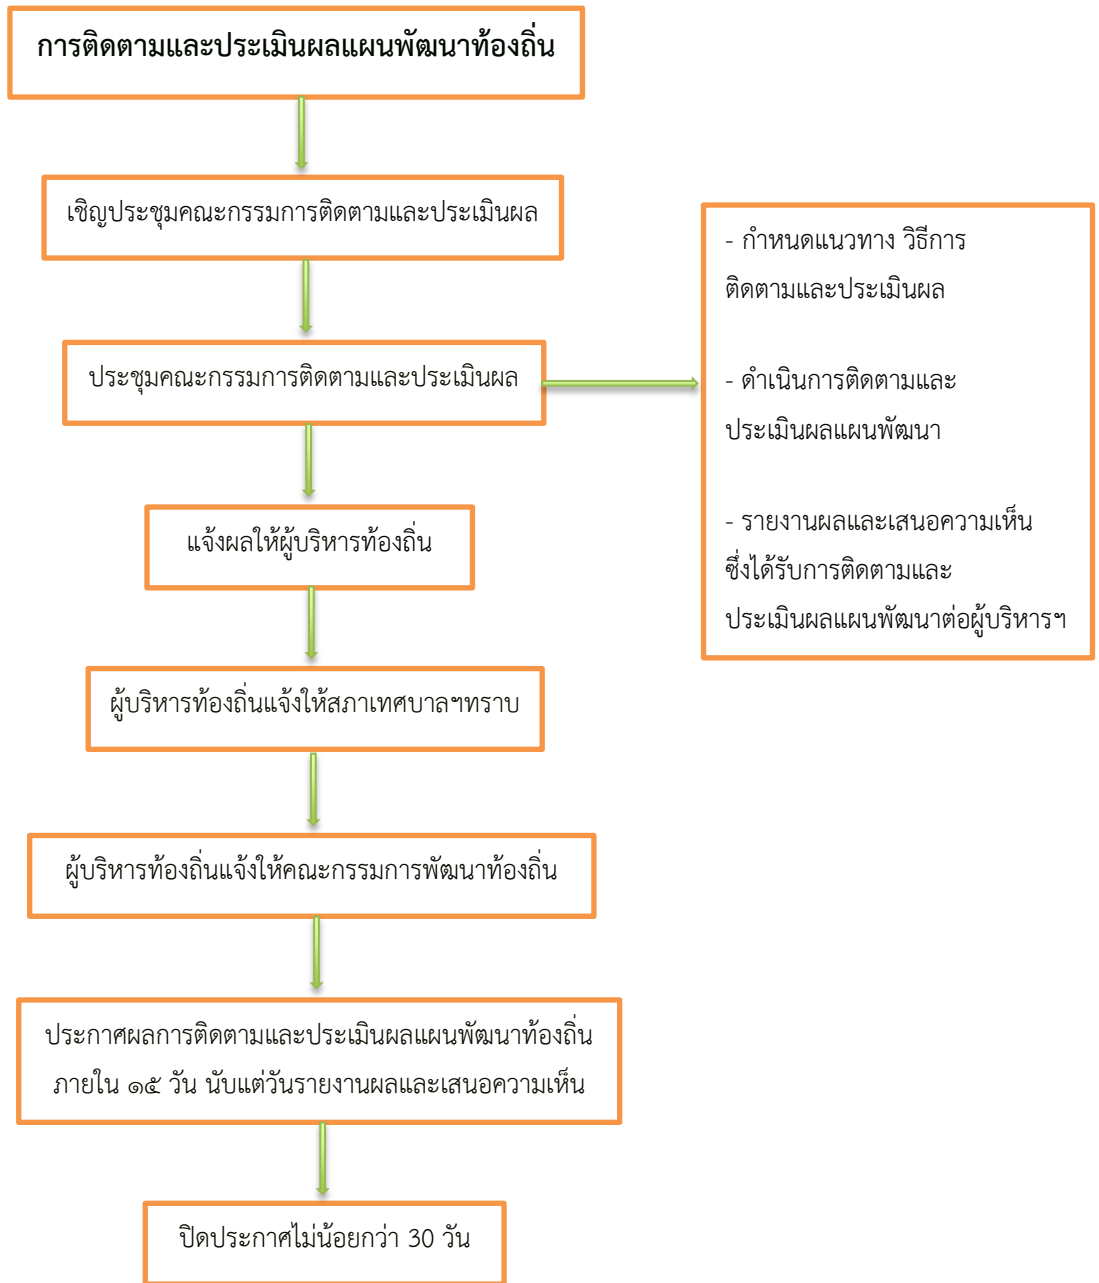 การติดตามและประเมินผลแผนพัฒนาท้องถิ่น
เชิญประชุมคณะกรรมการติดตามและประเมินผล
ประชุมคณะกรรมการติดตามและประเมินผล
- กำหนดแนวทาง วิธีการ
ติดตามและประเมินผล
- ดำเนินการติดตามและ
ประเมินผลแผนพัฒนา
- รายงานผลและเสนอความเห็น
ซึ่งได้รับการติดตามและ
ประเมินผลแผนพัฒนาต่อผู้บริหารฯ
แจ้งผลให้ผู้บริหารท้องถิ่น
ผู้บริหารท้องถิ่นแจ้งให้สภาเทศบาลฯทราบ
ผู้บริหารท้องถิ่นแจ้งให้คณะกรรมการพัฒนาท้องถิ่น
ประกาศผลการติดตามและประเมินผลแผนพัฒนาท้องถิ่น
ภายใน ๑๕ วัน นับแต่วันรายงานผลและเสนอความเห็น
ปิดประกาศไม่น้อยกว่า 30 วัน